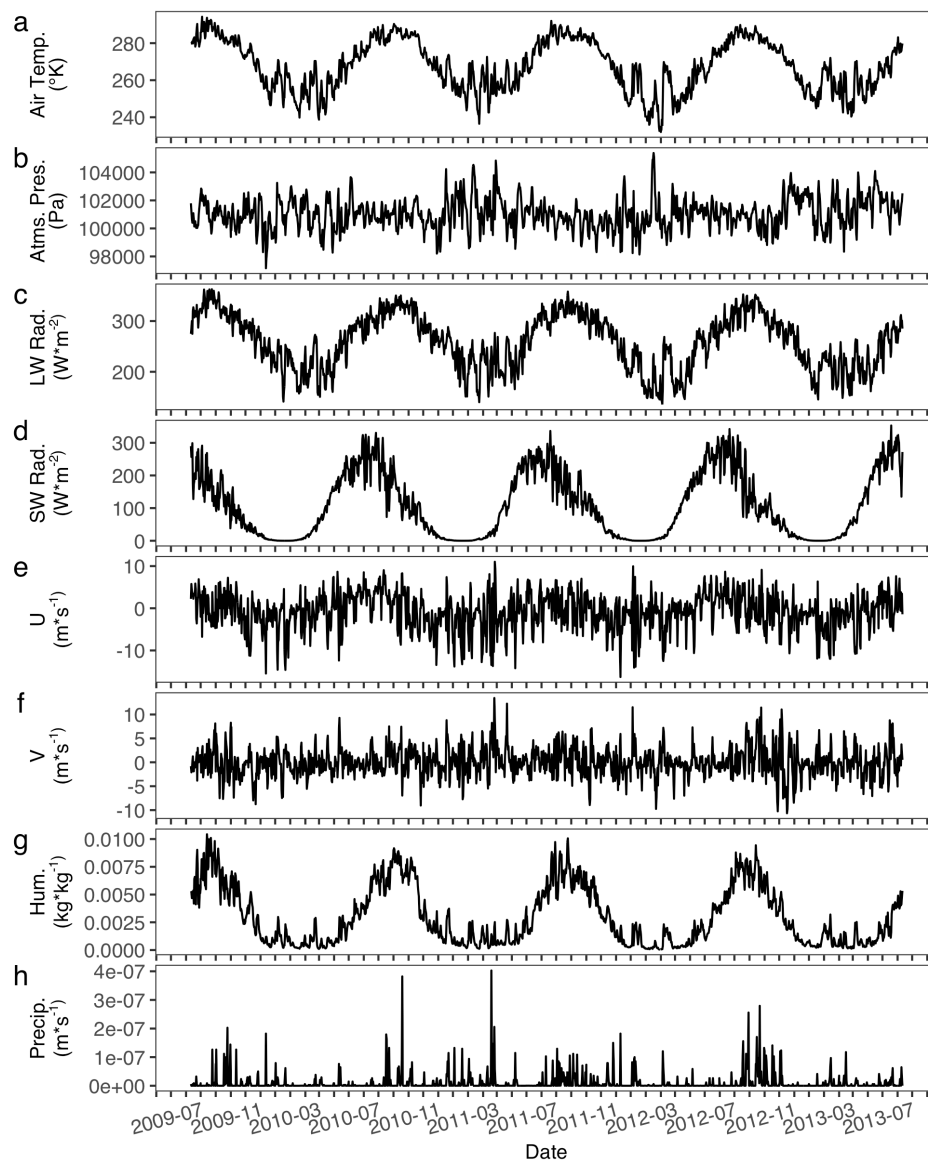 a
Air Temp.
(°K)
280
260
240
b
Atms. Pres.
(Pa)
104000
102000
100000
98000
c
LW Rad.
(W*m⁻²)
300
200
d
SW Rad.
(W*m⁻²)
300
200
100
0
e
U
(m*s⁻¹)
10
0
-10
f
V
(m*s⁻¹)
10
5
0
-5
-10
g
Hum.
(kg*kg⁻¹)
0.0100
0.0075
0.0050
0.0025
0.0000
h
Precip.
(m*s⁻¹)
4e-07
3e-07
2e-07
1e-07
0e+00
2009-07 2009-11 2010-03 2010-07 2010-11 2011-03 2011-07 2011-11 2012-03 2012-07 2012-11 2013-03 2013-07
Date